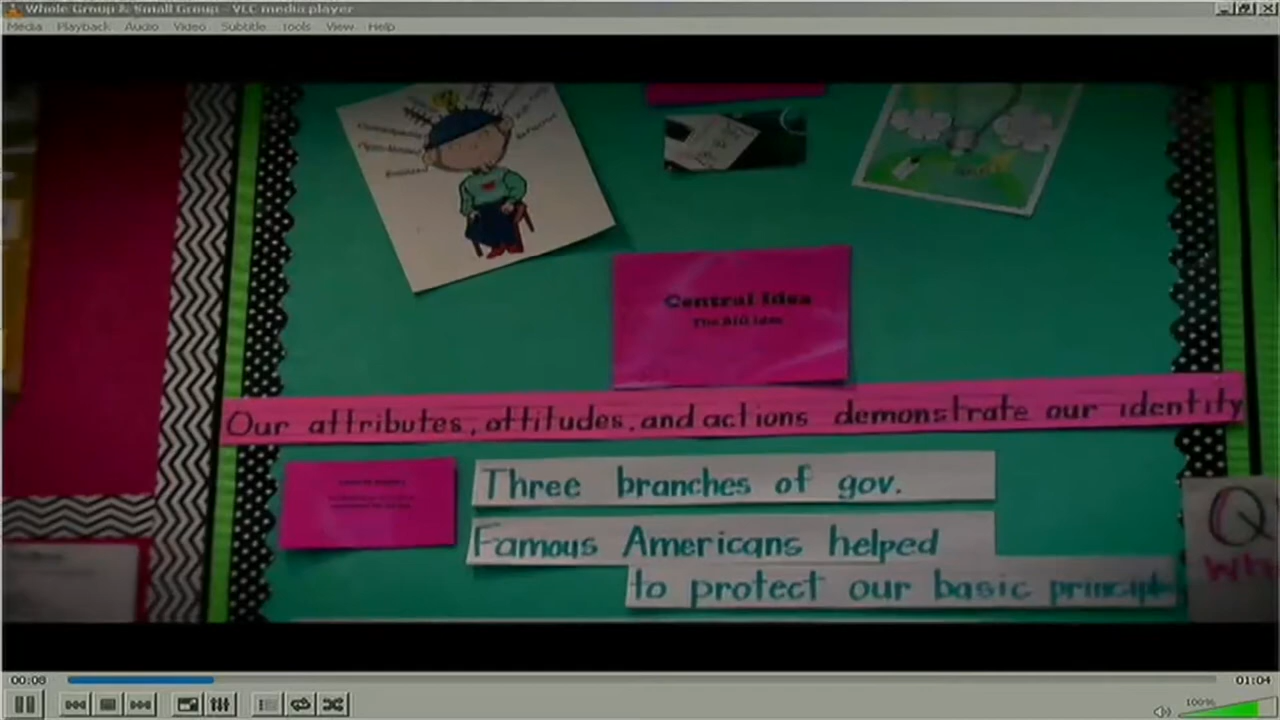 Whole Group & Small Group - VLC media player
Media Playback Audio Video Subtitle Tools View Help
Central Idea
The BIG Idea
Our attributes, attitudes, and actions demonstrate our identity
Three branches of gov.
Famous Americans helped
to protect our basic
Q
00:08
01:04
100%